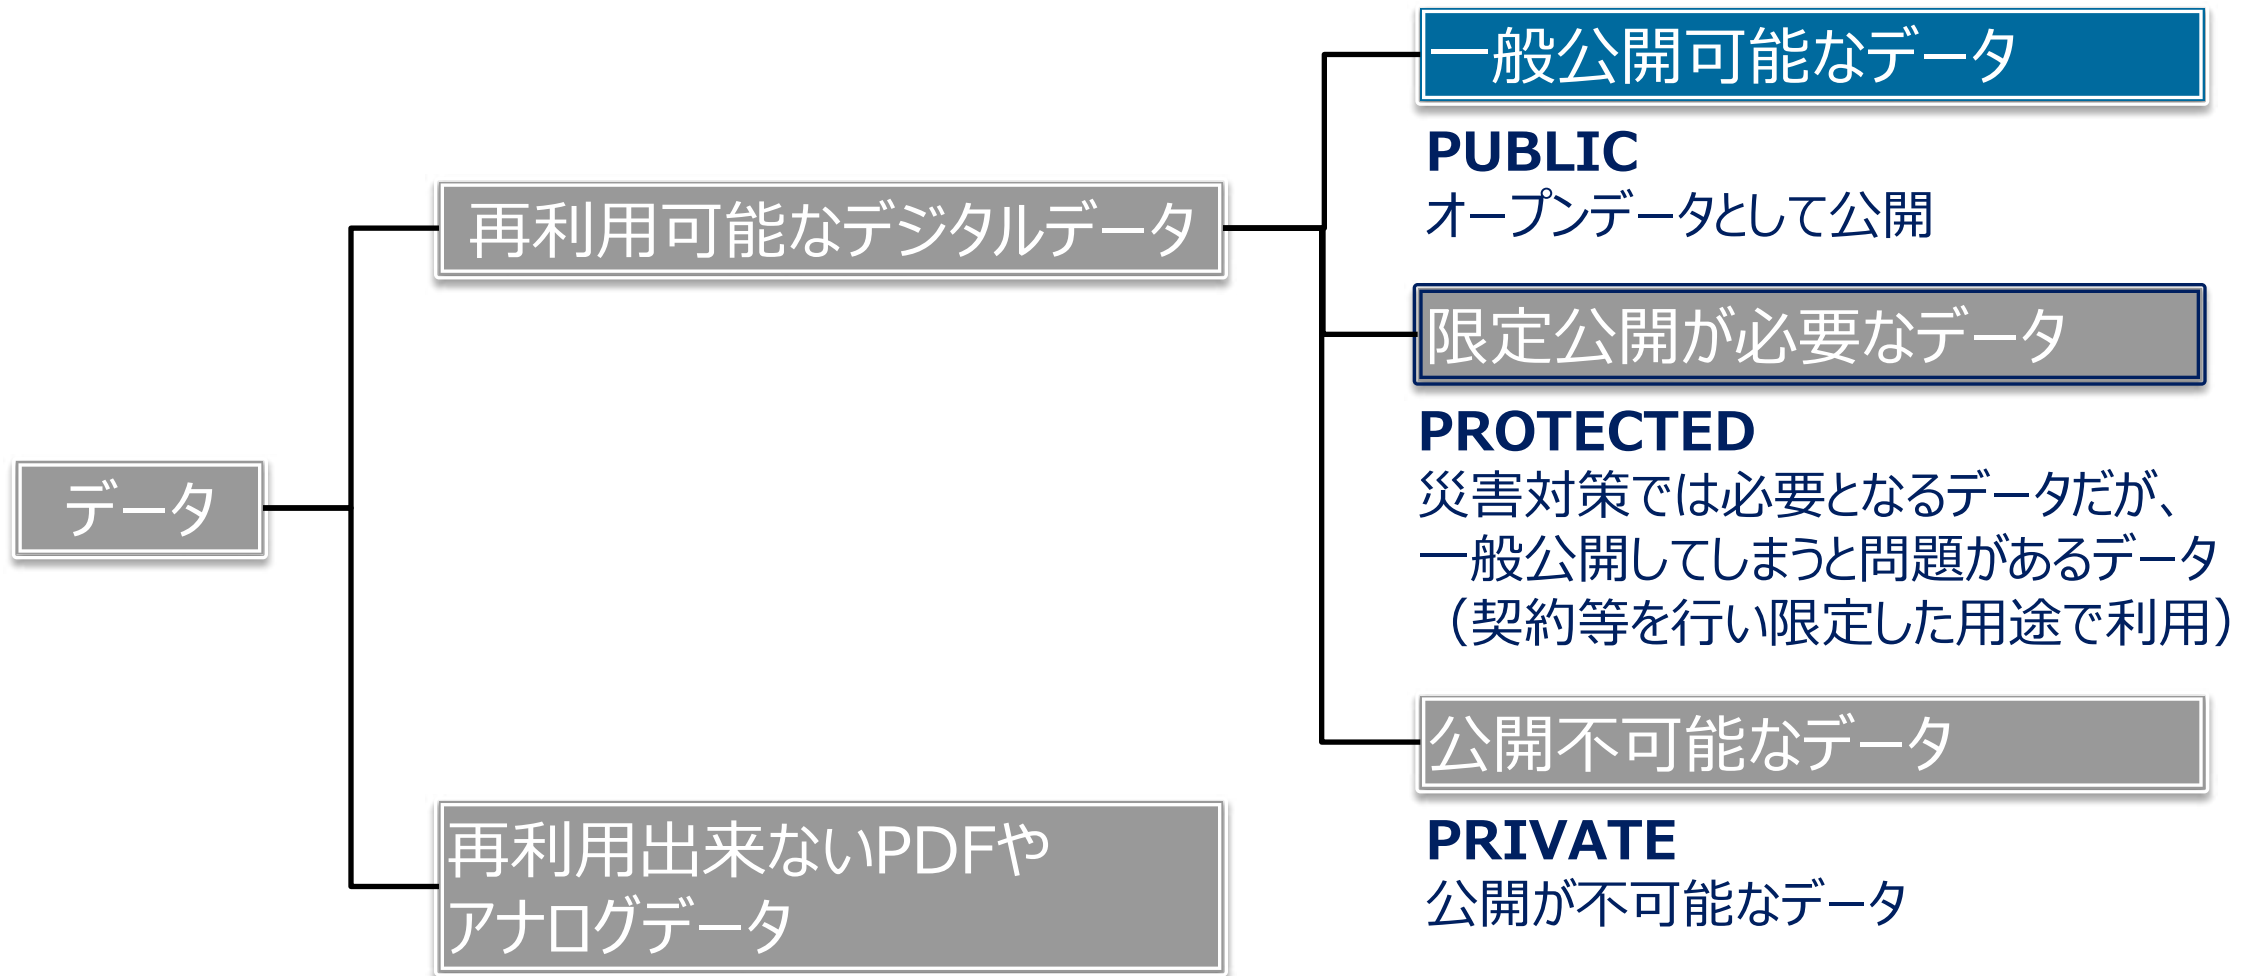 データ
再利用可能なデジタルデータ
再利用出来ないPDFや
アナログデータ
一般公開可能なデータ
PUBLIC
オープンデータとして公開
限定公開が必要なデータ
PROTECTED
災害対策では必要となるデータだが、
一般公開してしまうと問題があるデータ
（契約等を行い限定した用途で利用）
公開不可能なデータ
PRIVATE
公開が不可能なデータ